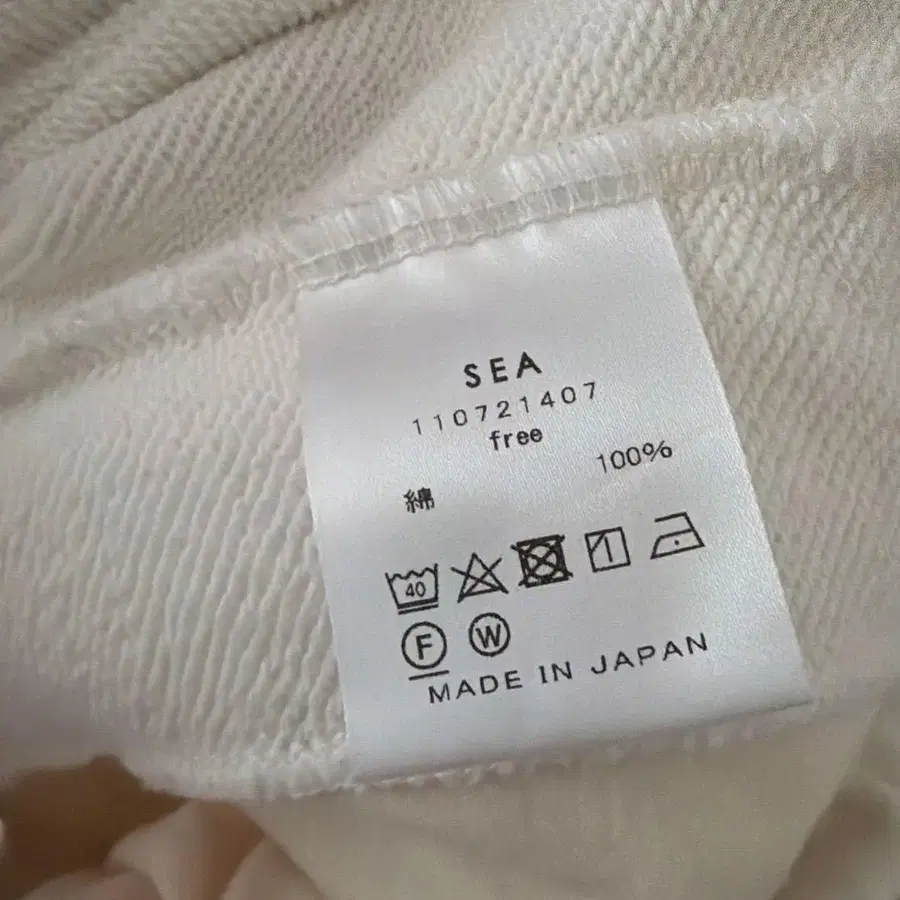 SEA
110721407
free
綿 100%
40
F W
MADE IN JAPAN